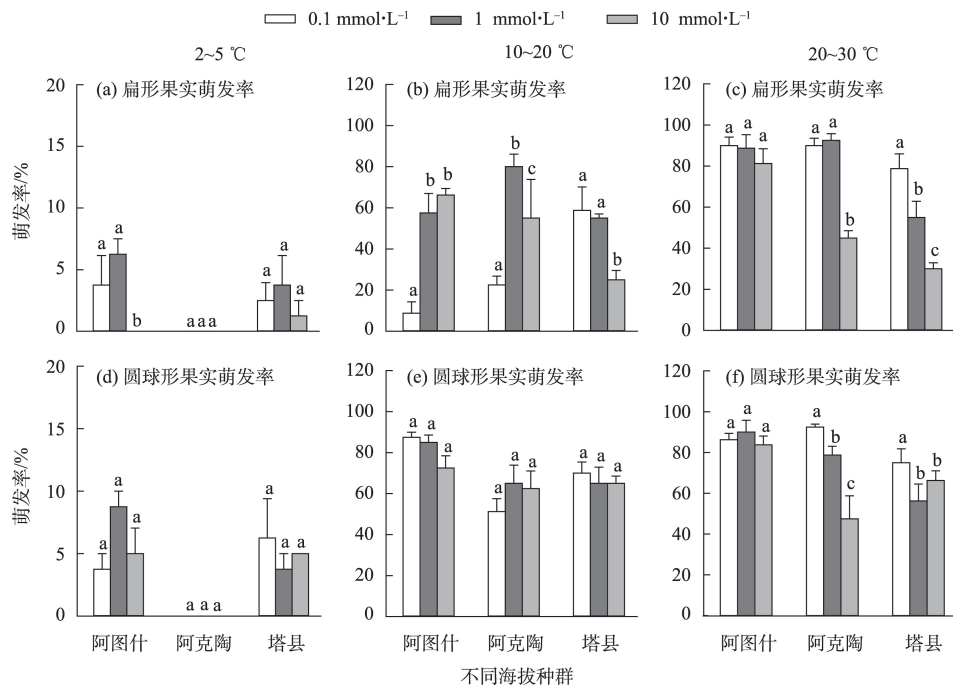 0.1 mmol·L⁻¹ 1 mmol·L⁻¹ 10 mmol·L⁻¹
2~5 ℃ 10~20 ℃ 20~30 ℃
(a) 扁形果实萌发率
萌发率/%
20
15
10
5
0
a a b
a a a
a a a
(b) 扁形果实萌发率
120
100
80
60
40
20
0
a b b
a b c
a a b
(c) 扁形果实萌发率
120
100
80
60
40
20
0
a a a
a a b
a b c
(d) 圆球形果实萌发率
萌发率/%
20
15
10
5
0
a a a
a a a
a a a
阿图什 阿克陶 塔县
(e) 圆球形果实萌发率
120
100
80
60
40
20
0
a a a
a a a
a a a
阿图什 阿克陶 塔县
(f) 圆球形果实萌发率
120
100
80
60
40
20
0
a a a
a b c
a b b
阿图什 阿克陶 塔县
不同海拔种群